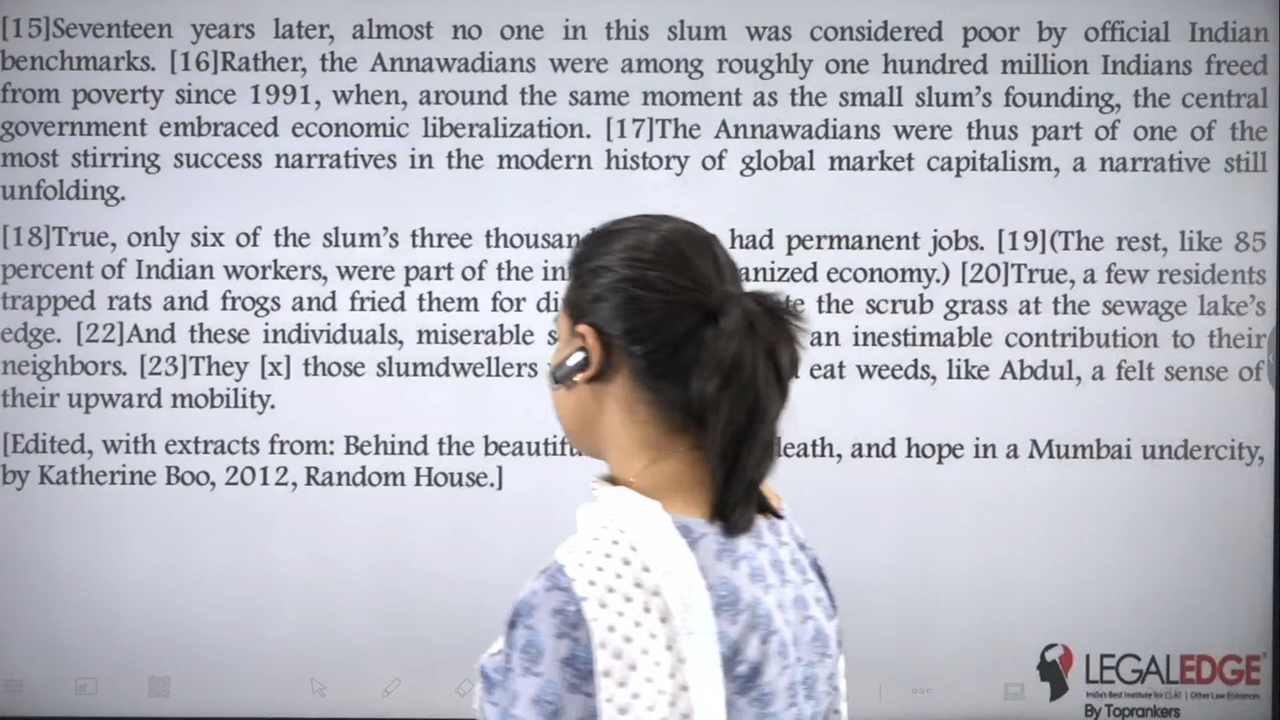 [15]Seventeen years later, almost no one in this slum was considered poor by official Indian
benchmarks. [16]Rather, the Annawadians were among roughly one hundred million Indians freed
from poverty since 1991, when, around the same moment as the small slum's founding, the central
government embraced economic liberalization. [17]The Annawadians were thus part of one of the
most stirring success narratives in the modern history of global market capitalism, a narrative still
unfolding.
[18]True, only six of the slum's three had permanent jobs. [19](The rest, like 85
percent of Indian workers, were part of the economy.) [20]True, a few residents
trapped rats and frogs and fried them for the scrub grass at the sewage lake's
edge. [22]And these individuals, miserable an inestimable contribution to their
neighbors. [23]They [x] those slumdwellers eat weeds, like Abdul, a felt sense of
their upward mobility.
[Edited, with extracts from: Behind the and hope in a Mumbai undercity,
by Katherine Boo, 2012, Random House.]
LEGALEDGE
India's Best Institute for CLAT | Other Law Entrances
By Toprankers